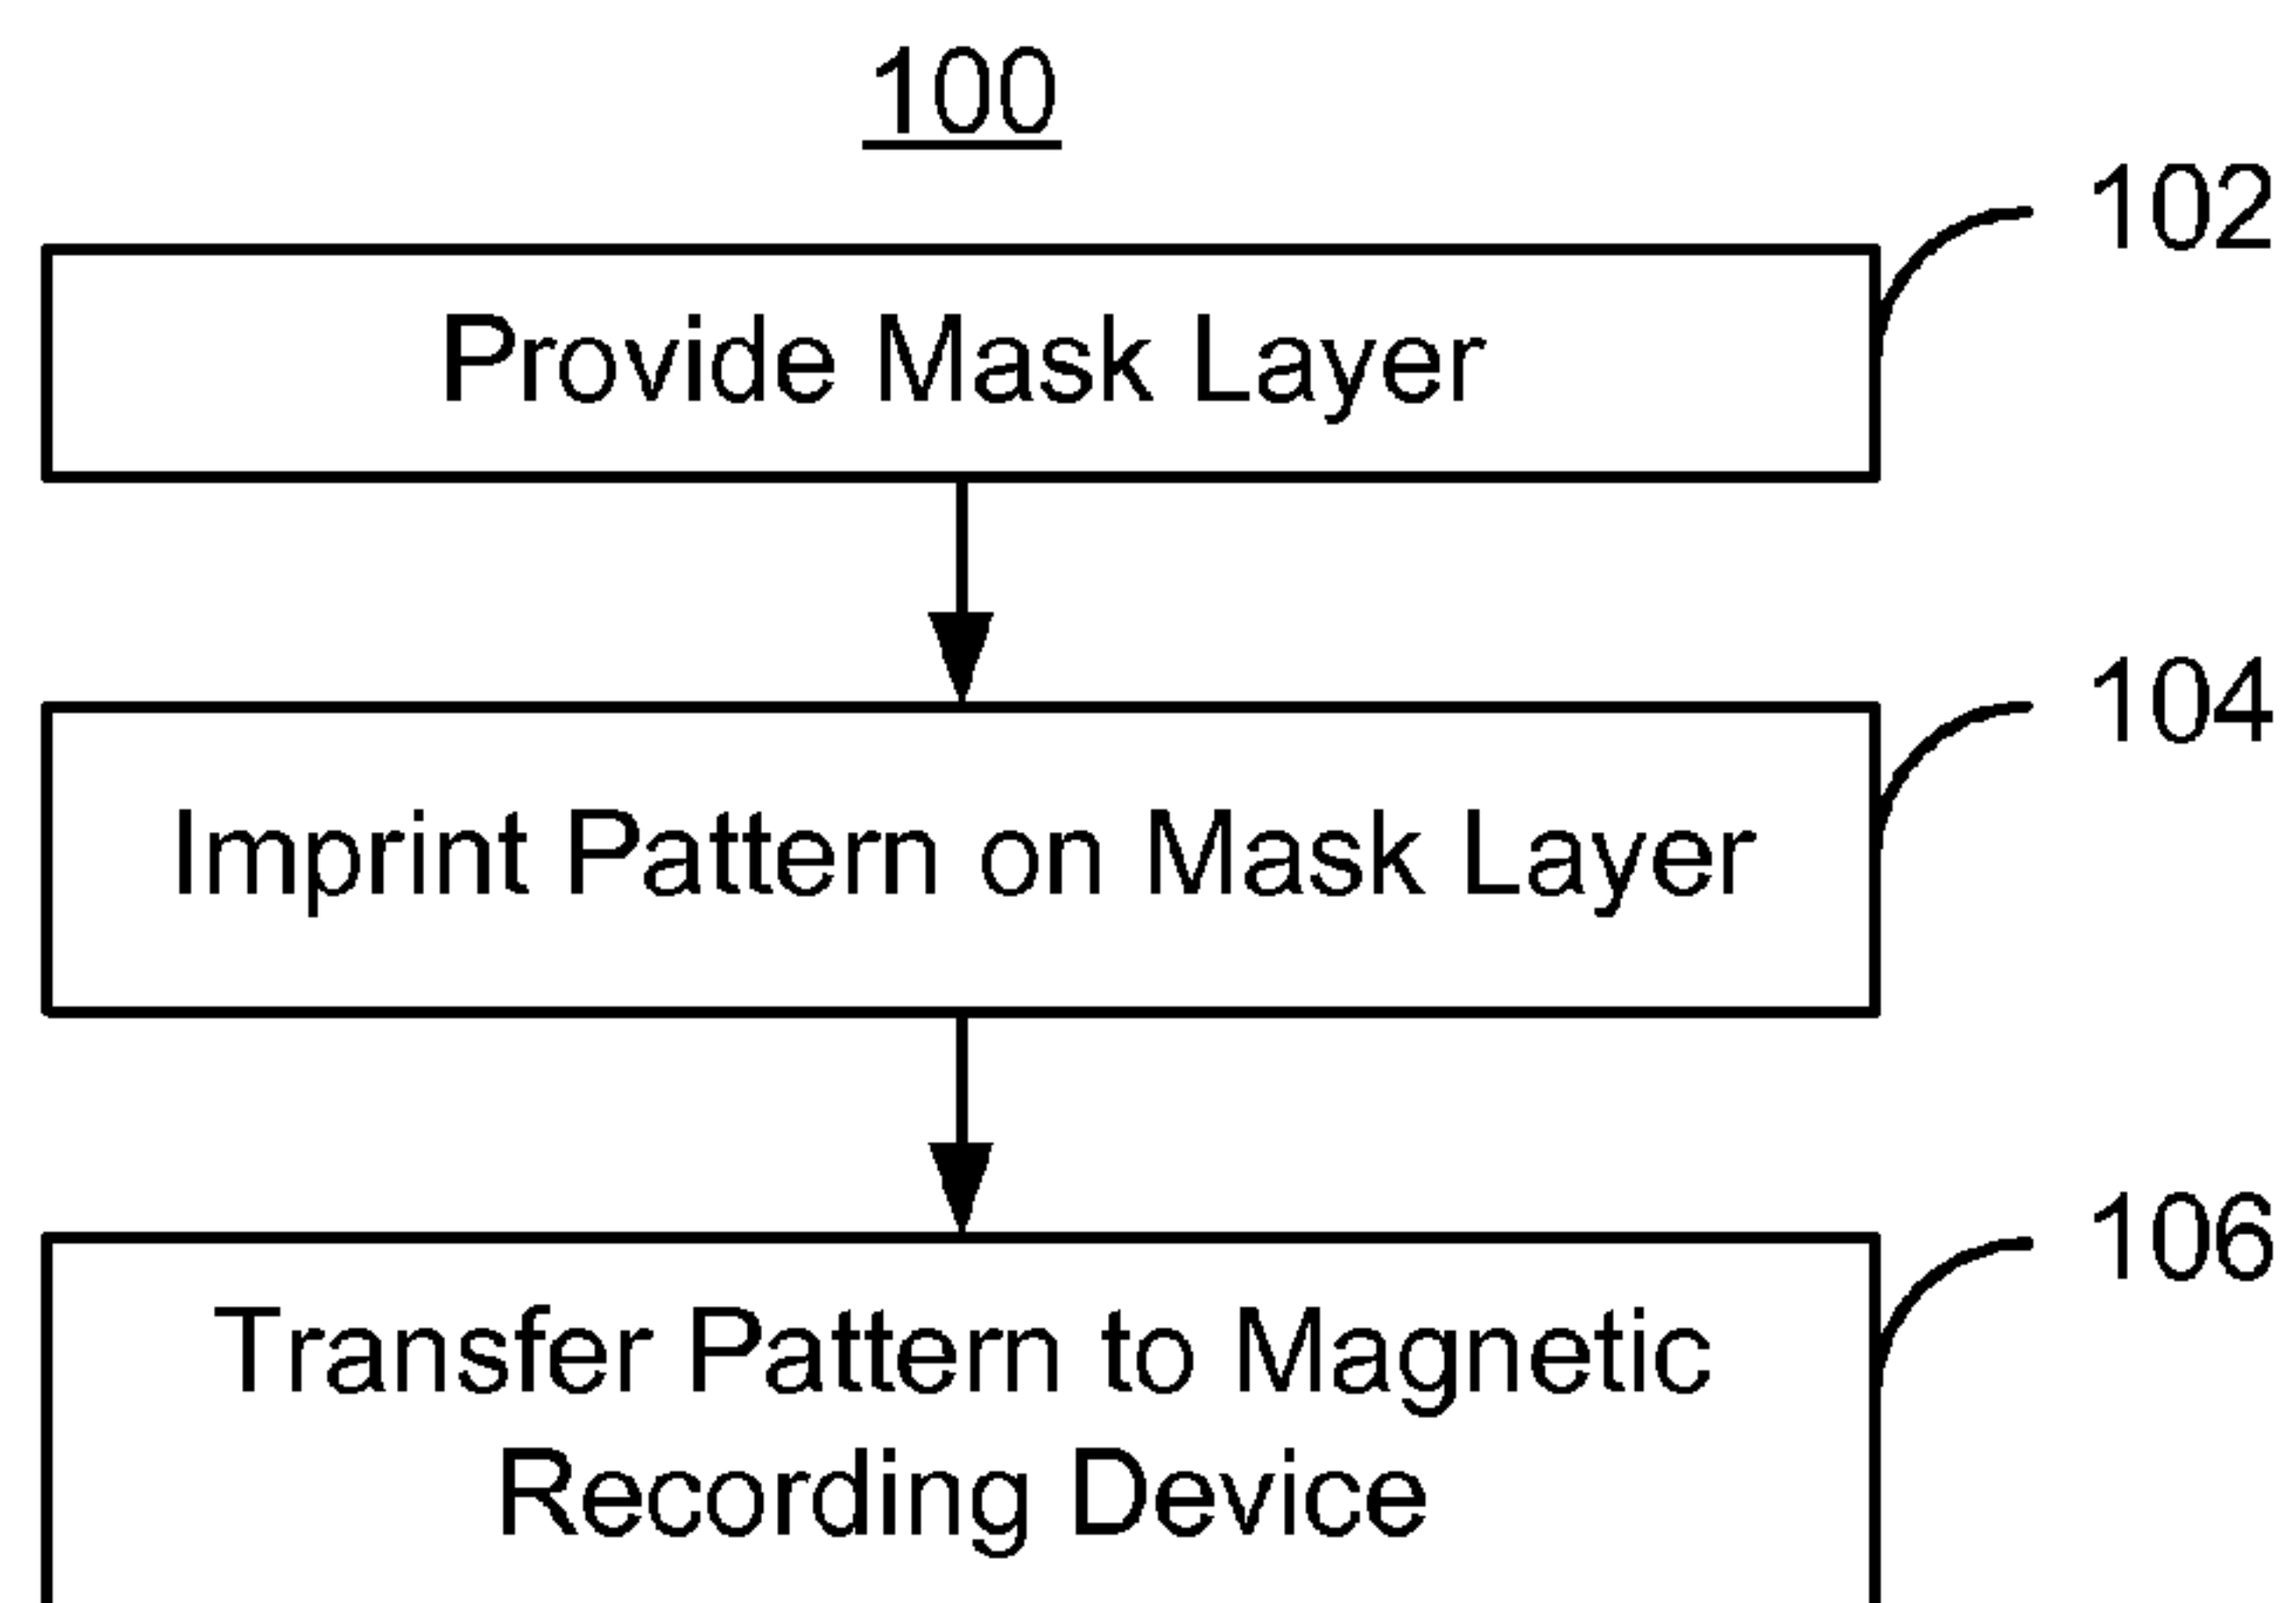 100
102
Provide Mask Layer
104
Imprint Pattern on Mask Layer
106
Transfer Pattern to Magnetic
Recording Device